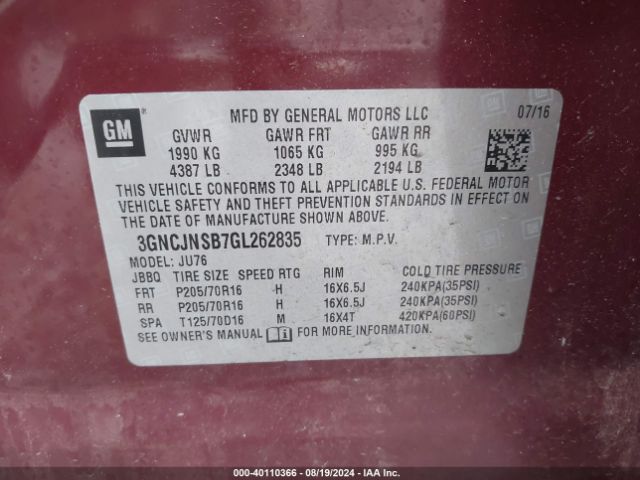 GM
MFD BY GENERAL MOTORS LLC 07/16
GVWR GAWR FRT GAWR RR
1990 KG 1065 KG 995 KG
4387 LB 2348 LB 2194 LB
THIS VEHICLE CONFORMS TO ALL APPLICABLE U.S. FEDERAL MOTOR
VEHICLE SAFETY AND THEFT PREVENTION STANDARDS IN EFFECT ON
THE DATE OF MANUFACTURE SHOWN ABOVE.
3GNCJNSB7GL262835 TYPE: M.P.V.
MODEL: JU76
JBBQ TIRE SIZE SPEED RTG RIM COLD TIRE PRESSURE
FRT P205/70R16 H 16X6.5J 240KPA(35PSI)
RR P205/70R16 H 16X6.5J 240KPA(35PSI)
SPA T125/70D16 M 16X4T 420KPA(60PSI)
SEE OWNER'S MANUAL FOR MORE INFORMATION.
000-40110366 - 08/19/2024 - IAA Inc.